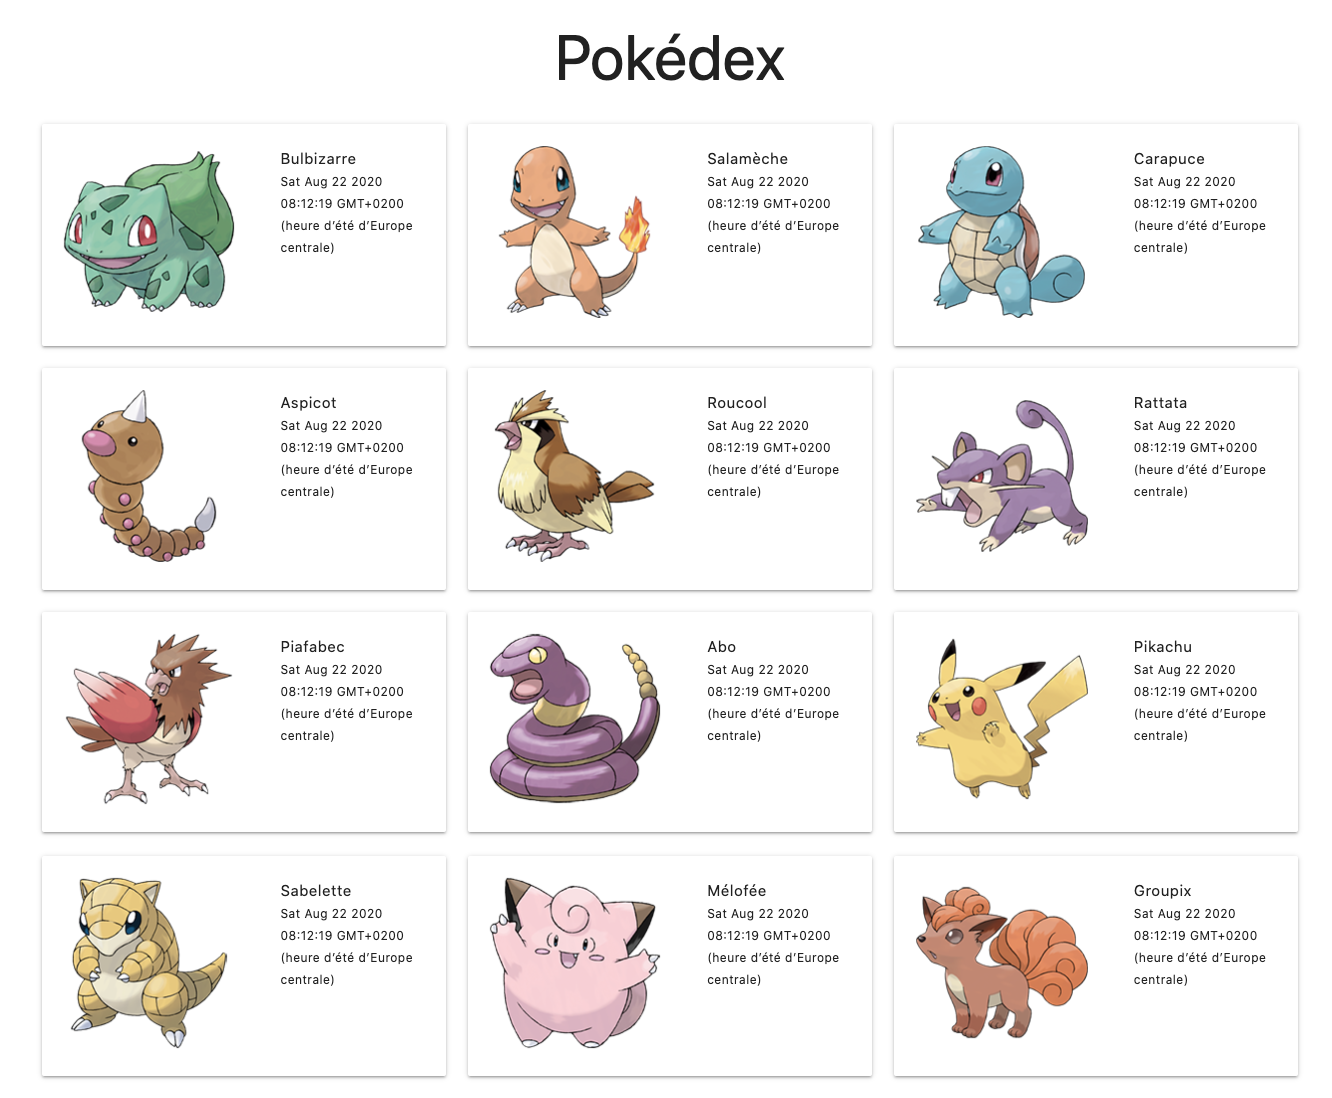 Pokédex
Bulbizarre
Sat Aug 22 2020
08:12:19 GMT+0200
(heure d’été d’Europe
centrale)
Salamèche
Sat Aug 22 2020
08:12:19 GMT+0200
(heure d’été d’Europe
centrale)
Carapuce
Sat Aug 22 2020
08:12:19 GMT+0200
(heure d’été d’Europe
centrale)
Aspicot
Sat Aug 22 2020
08:12:19 GMT+0200
(heure d’été d’Europe
centrale)
Roucool
Sat Aug 22 2020
08:12:19 GMT+0200
(heure d’été d’Europe
centrale)
Rattata
Sat Aug 22 2020
08:12:19 GMT+0200
(heure d’été d’Europe
centrale)
Piafabec
Sat Aug 22 2020
08:12:19 GMT+0200
(heure d’été d’Europe
centrale)
Abo
Sat Aug 22 2020
08:12:19 GMT+0200
(heure d’été d’Europe
centrale)
Pikachu
Sat Aug 22 2020
08:12:19 GMT+0200
(heure d’été d’Europe
centrale)
Sabelette
Sat Aug 22 2020
08:12:19 GMT+0200
(heure d’été d’Europe
centrale)
Mélofée
Sat Aug 22 2020
08:12:19 GMT+0200
(heure d’été d’Europe
centrale)
Groupix
Sat Aug 22 2020
08:12:19 GMT+0200
(heure d’été d’Europe
centrale)